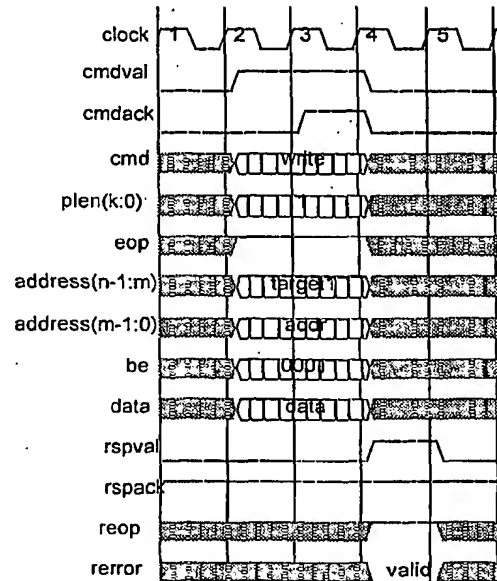 clock 1 2 3 4 5
cmdval
cmdack
cmd write
plen(k:0) 1
eop
address(n-1:m) target1
address(m-1:0) addr
be 0001
data data
rspval
rspack
reop
rerror valid